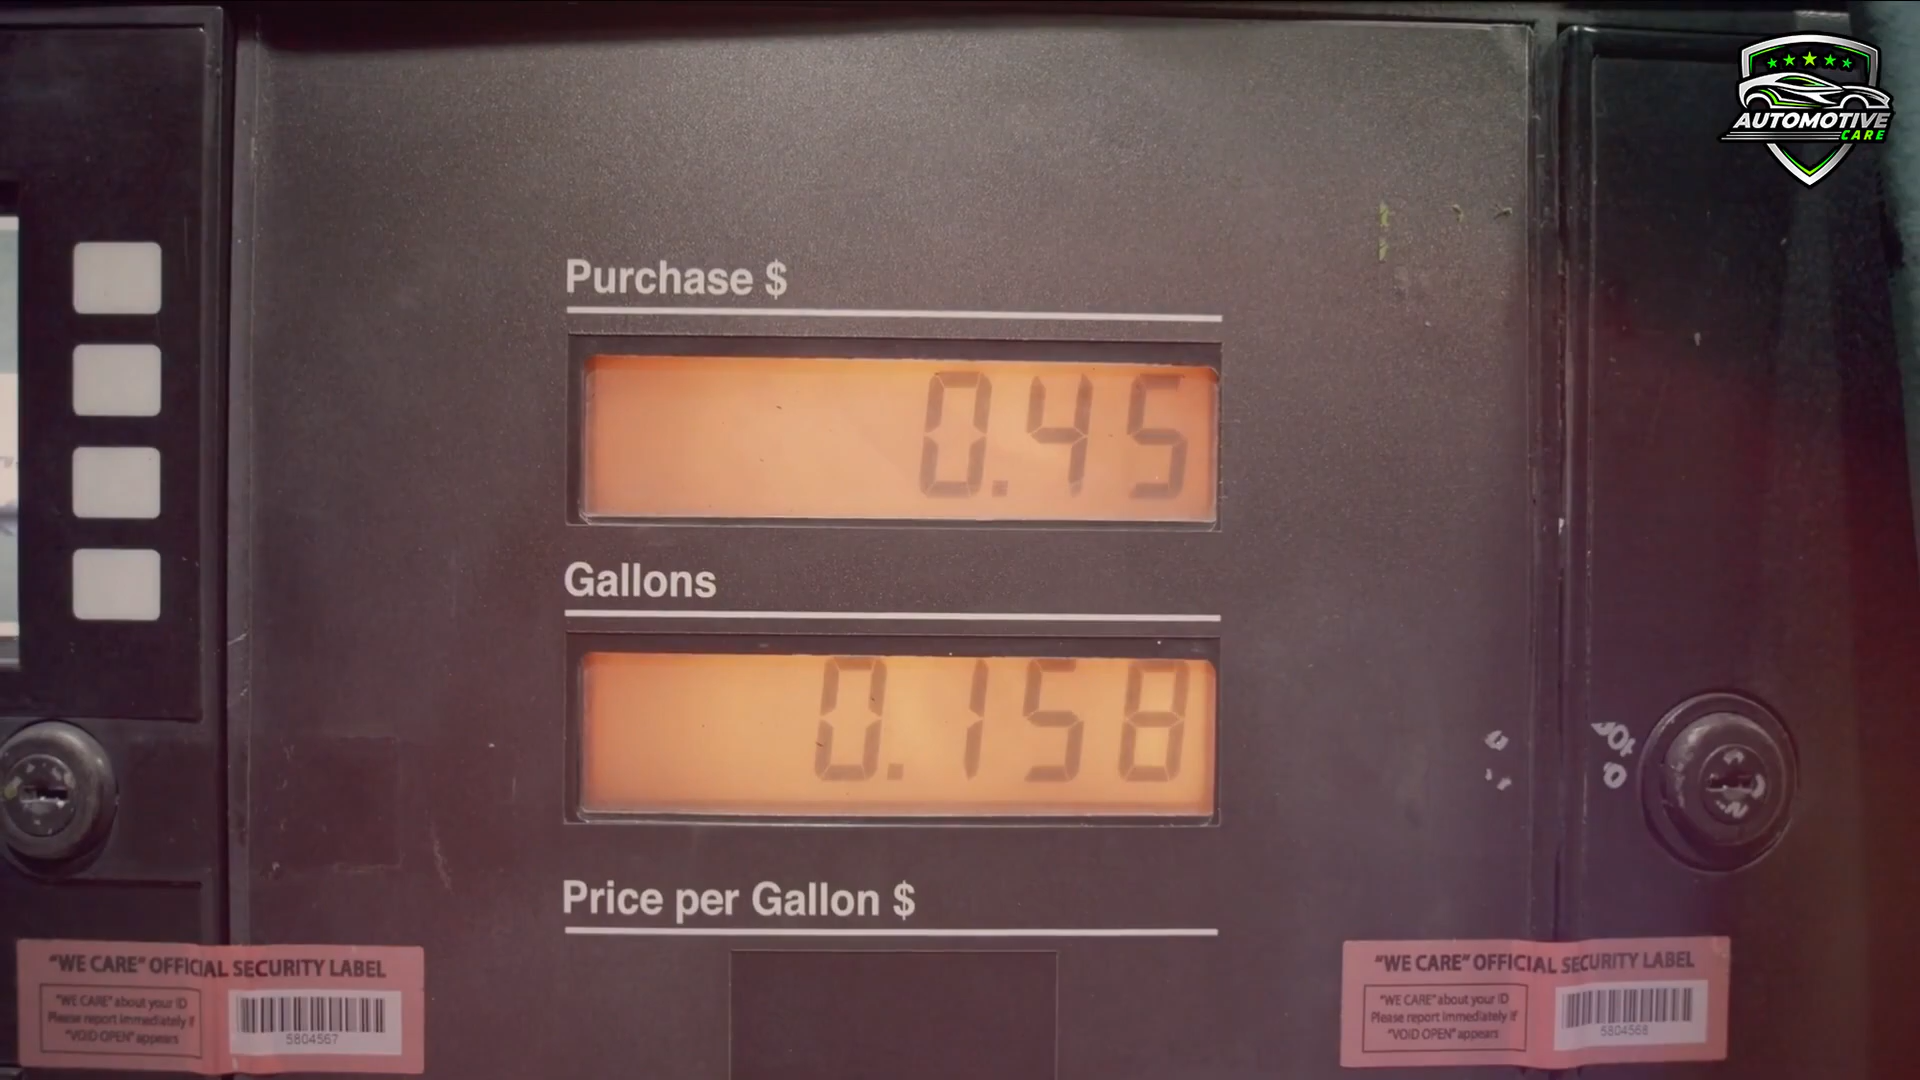 AUTOMOTIVE
CARE
Purchase $
0.45
Gallons
0.158
Price per Gallon $
"WE CARE" OFFICIAL SECURITY LABEL
"WE CARE" about your ID
Please report immediately if
"VOID OPEN" appears
5804567
"WE CARE" OFFICIAL SECURITY LABEL
"WE CARE" about your ID
Please report immediately if
"VOID OPEN" appears
5804568